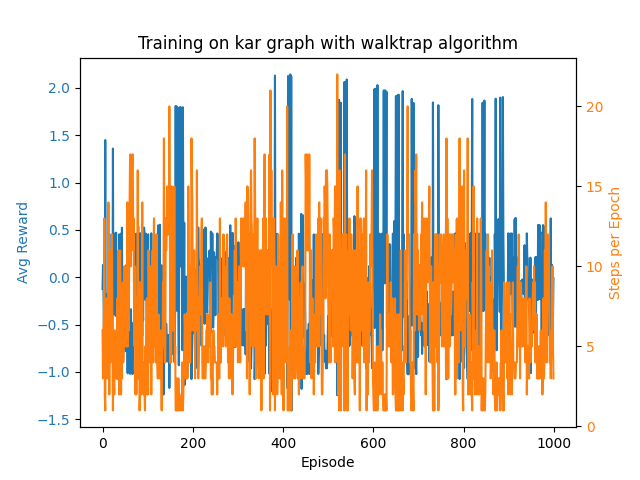 Training on kar graph with walktrap algorithm
2.0
1.5
1.0
0.5
0.0
−0.5
−1.0
−1.5
Avg Reward
20
15
10
5
0
Steps per Epoch
0 200 400 600 800 1000
Episode